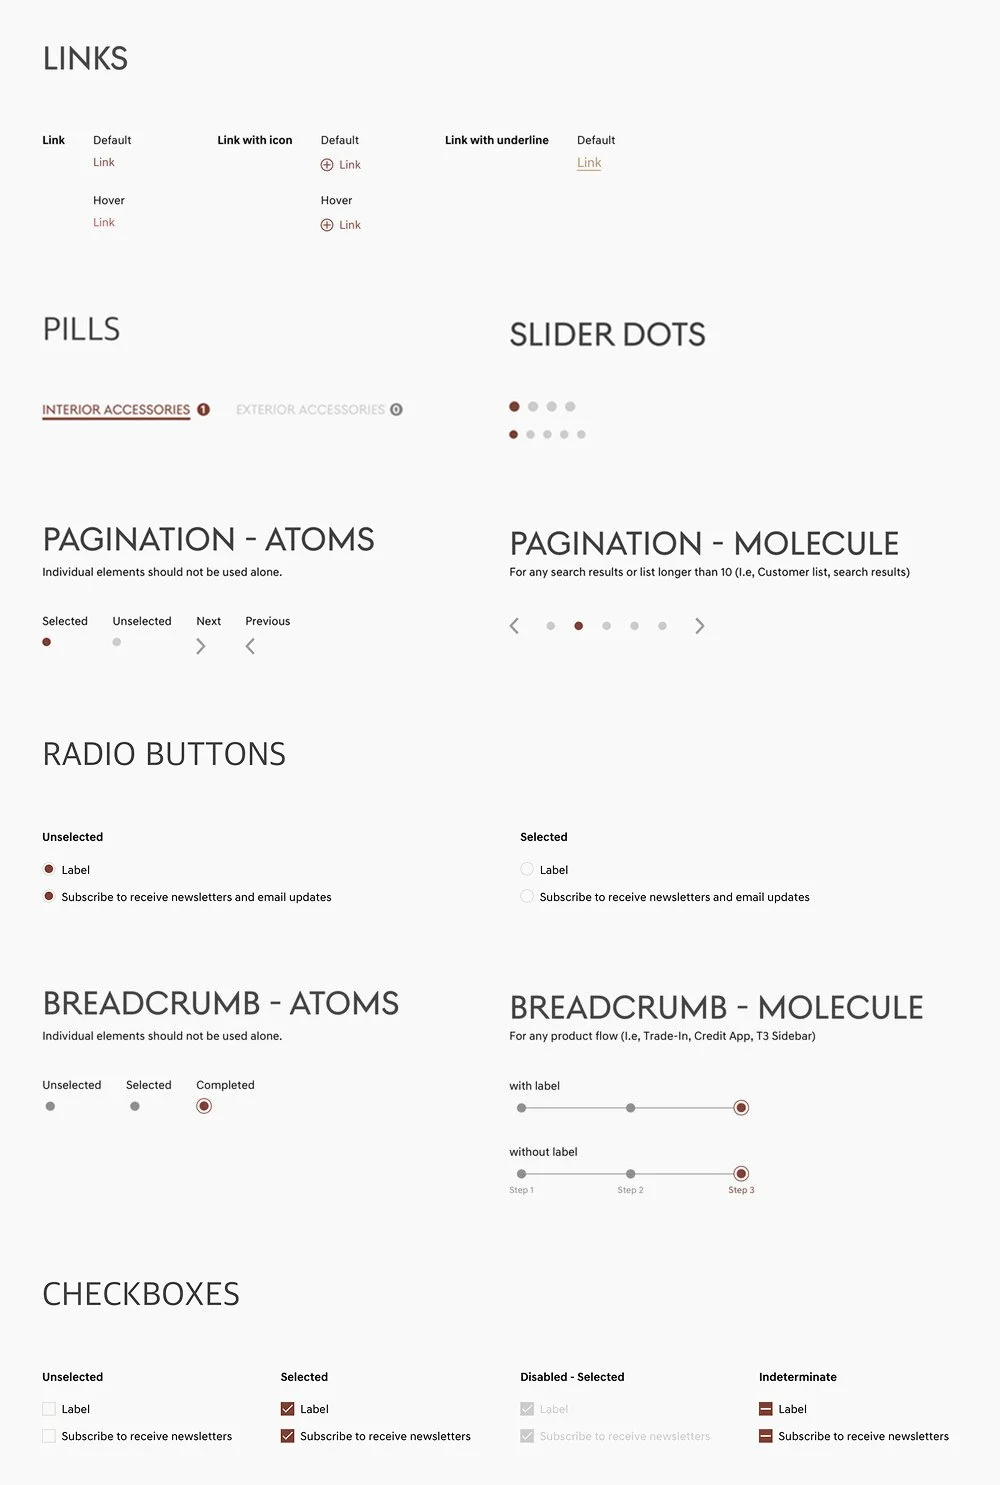 LINKS
Link Default Link with icon Default Link with underline Default
Link Link Link
Hover Hover
Link Link
PILLS
INTERIOR ACCESSORIES 1 EXTERIOR ACCESSORIES 0
SLIDER DOTS
PAGINATION - ATOMS
Individual elements should not be used alone.
Selected Unselected Next Previous
PAGINATION - MOLECULE
For any search results or list longer than 10 (I.e, Customer list, search results)
RADIO BUTTONS
Unselected
Label
Subscribe to receive newsletters and email updates
Selected
Label
Subscribe to receive newsletters and email updates
BREADCRUMB - ATOMS
Individual elements should not be used alone.
Unselected Selected Completed
BREADCRUMB - MOLECULE
For any product flow (I.e, Trade-In, Credit App, T3 Sidebar)
with label
without label
Step 1 Step 2 Step 3
CHECKBOXES
Unselected
Label
Subscribe to receive newsletters
Selected
Label
Subscribe to receive newsletters
Disabled - Selected
Label
Subscribe to receive newsletters
Indeterminate
Label
Subscribe to receive newsletters